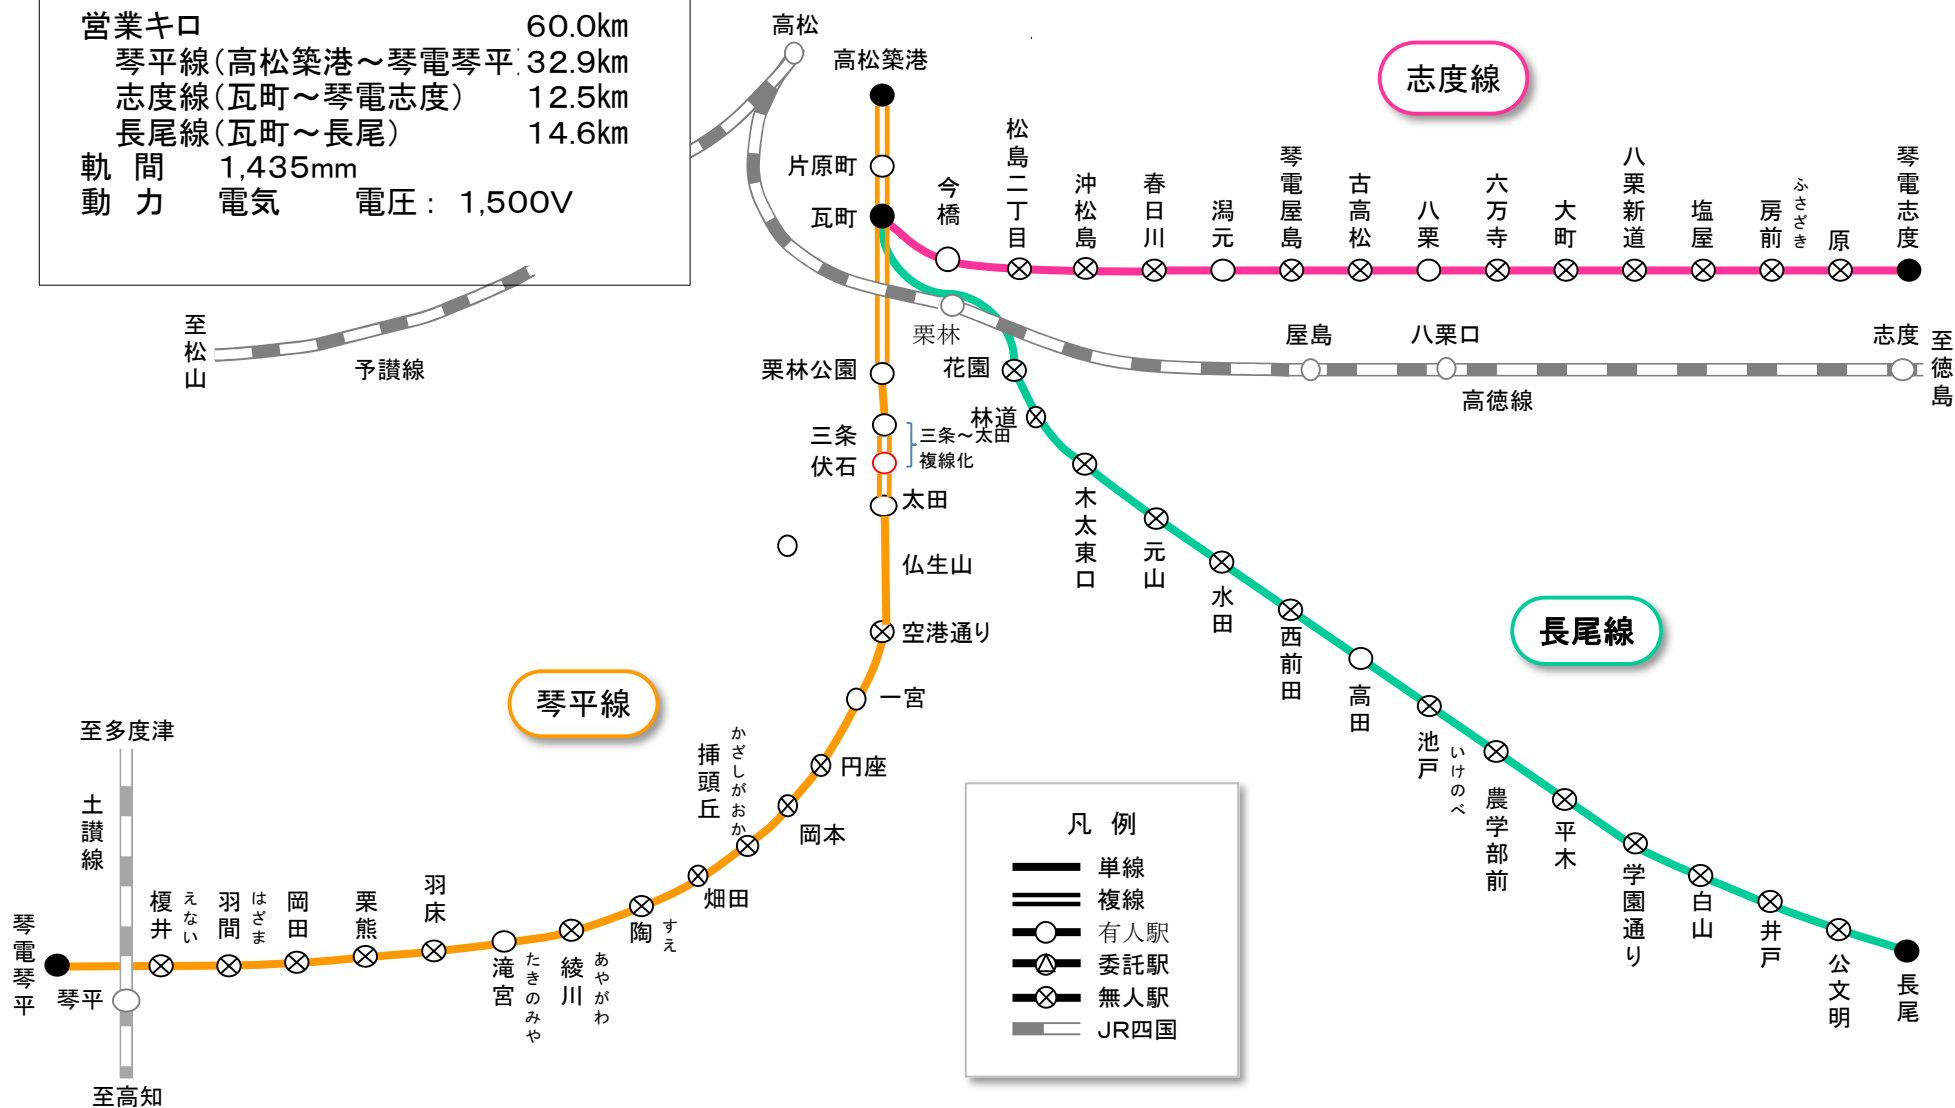 営業キロ 60.0㎞
琴平線(高松築港～琴電琴平) 32.9㎞
志度線(瓦町～琴電志度) 12.5㎞
長尾線(瓦町～長尾) 14.6㎞
軌 間 1,435mm
動 力 電気 電圧： 1,500V
高松
高松築港
片原町
瓦町
志度線
今橋
松島二丁目
沖松島
春日川
潟元
琴電屋島
古高松
八栗
六万寺
大町
八栗新道
塩屋
房前
ふさざき
原
琴電志度
至松山
予讃線
栗林
屋島
八栗口
志度
至徳島
高徳線
栗林公園
花園
林道
三条
伏石
三条～太田
複線化
太田
仏生山
空港通り
一宮
円座
岡本
挿頭丘
かざしがおか
畑田
陶
すえ
綾川
あやがわ
滝宮
たきのみや
羽床
栗熊
岡田
羽間
はざま
榎井
えない
琴電琴平
琴平
至多度津
土讃線
至高知
琴平線
木太東口
元山
水田
西前田
高田
池戸
いけのべ
農学部前
平木
学園通り
白山
井戸
公文明
長尾
長尾線
凡 例
単線
複線
有人駅
委託駅
無人駅
JR四国